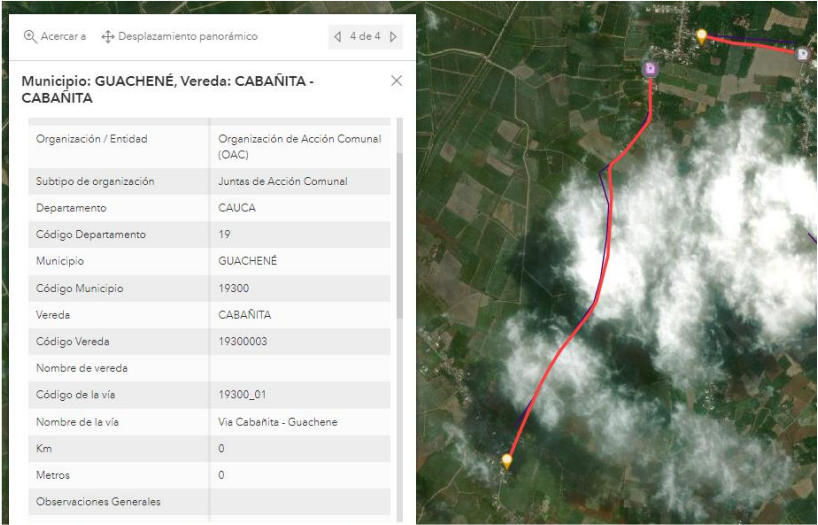 Acercar a Desplazamiento panorámico 4 de 4
Municipio: GUACHENÉ, Vereda: CABAÑITA -
CABAÑITA
Organización / Entidad Organización de Acción Comunal
(OAC)
Subtipo de organización Juntas de Acción Comunal
Departamento CAUCA
Código Departamento 19
Municipio GUACHENÉ
Código Municipio 19300
Vereda CABAÑITA
Código Vereda 19300003
Nombre de vereda
Código de la vía 19300_01
Nombre de la vía Via Cabañita - Guachene
Km 0
Metros 0
Observaciones Generales